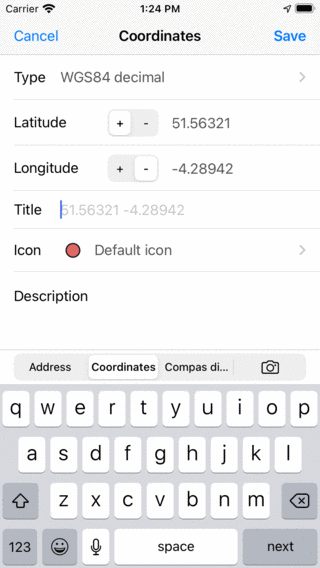 Carrier 1:24 PM
Cancel Coordinates Save
Type WGS84 decimal
Latitude + - 51.56321
Longitude + - -4.28942
Title 51.56321 -4.28942
Icon Default icon
Description
Address Coordinates Compas di...
q w e r t y u i o p
a s d f g h j k l
z x c v b n m
123 space next